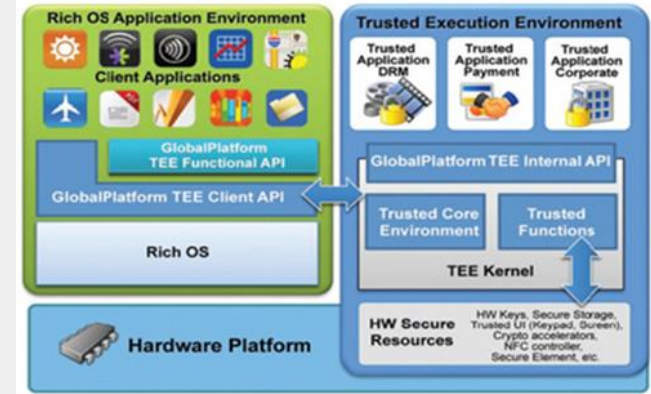 Rich OS Application Environment
Client Applications
GlobalPlatform
TEE Functional API
GlobalPlatform TEE Client API
Rich OS
Trusted Execution Environment
Trusted
Application
DRM
Trusted
Application
Payment
Trusted
Application
Corporate
GlobalPlatform TEE Internal API
Trusted Core
Environment
Trusted
Functions
TEE Kernel
HW Secure
Resources
HW Keys, Secure Storage,
Trusted UI (Keypad, Screen),
Crypto accelerators,
NFC controller,
Secure Element, etc.
Hardware Platform